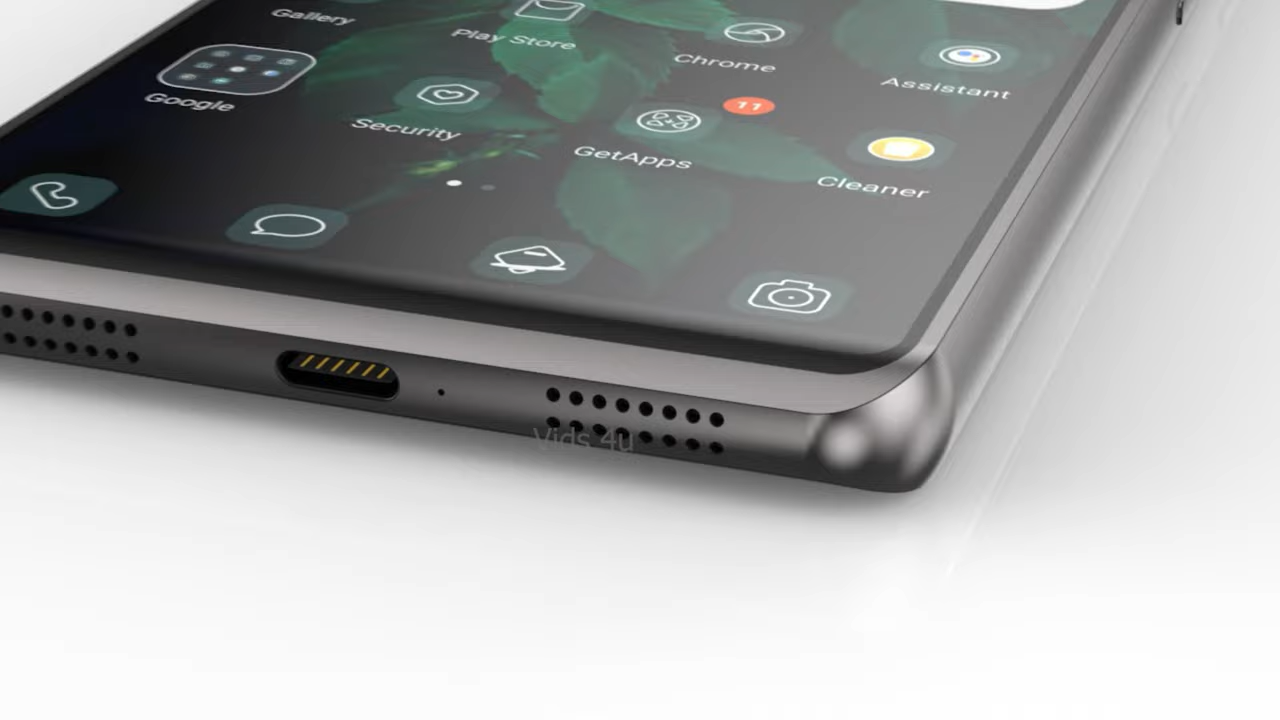 Gallery
Play Store
Chrome
Assistant
Google
Security
11
GetApps
Cleaner
Vids 4u